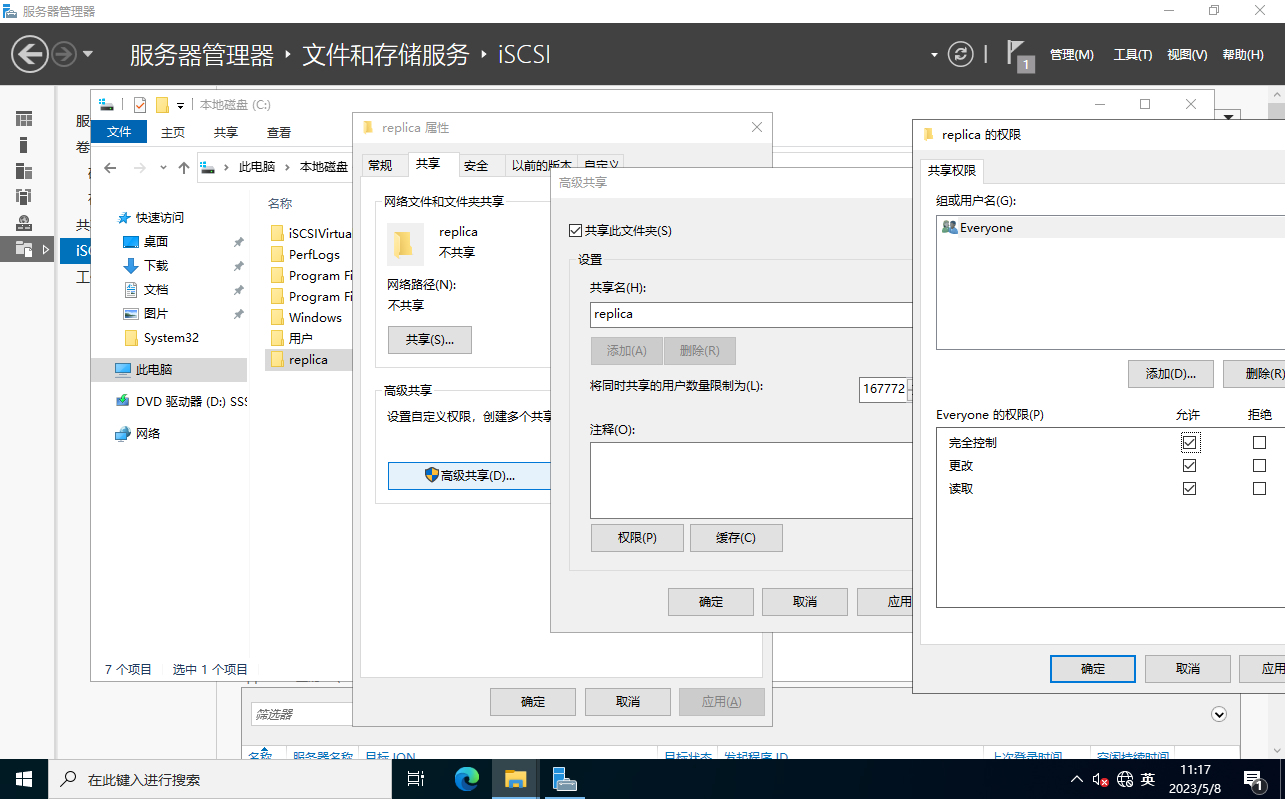 服务器管理器
服务器管理器 文件和存储服务 iSCSI
1
管理(M) 工具(T) 视图(V) 帮助(H)
服
卷
共
iSC
工
本地磁盘 (C:)
文件 主页 共享 查看
此电脑 本地磁盘
快速访问
桌面
下载
文档
图片
System32
此电脑
DVD 驱动器 (D:) SSS
网络
名称
iSCSIVirtua
PerfLogs
Program Fi
Program Fi
Windows
用户
replica
7 个项目 选中 1 个项目
replica 属性
常规 共享 安全 以前的版本 自定义
网络文件和文件夹共享
replica
不共享
网络路径(N):
不共享
共享(S)...
高级共享
设置自定义权限，创建多个共享
高级共享(D)...
确定 取消 应用(A)
高级共享
共享此文件夹(S)
设置
共享名(H):
replica
添加(A) 删除(R)
将同时共享的用户数量限制为(L):
167772
注释(O):
权限(P) 缓存(C)
确定 取消 应用
replica 的权限
共享权限
组或用户名(G):
Everyone
添加(D)... 删除(R)
Everyone 的权限(P) 允许 拒绝
完全控制
更改
读取
确定 取消 应用
筛选器
名称 服务器名称 目标 IQN 目标状态 发起程序 ID 上次登录时间 空闲持续时间
在此键入进行搜索
英
11:17
2023/5/8
1